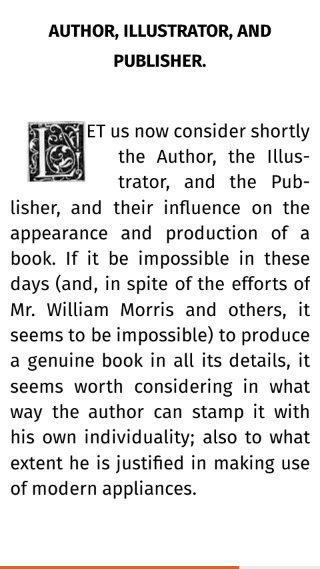 AUTHOR, ILLUSTRATOR, AND
PUBLISHER.
LET us now consider shortly
the Author, the Illus-
trator, and the Pub-
lisher, and their influence on the
appearance and production of a
book. If it be impossible in these
days (and, in spite of the efforts of
Mr. William Morris and others, it
seems to be impossible) to produce
a genuine book in all its details, it
seems worth considering in what
way the author can stamp it with
his own individuality; also to what
extent he is justified in making use
of modern appliances.